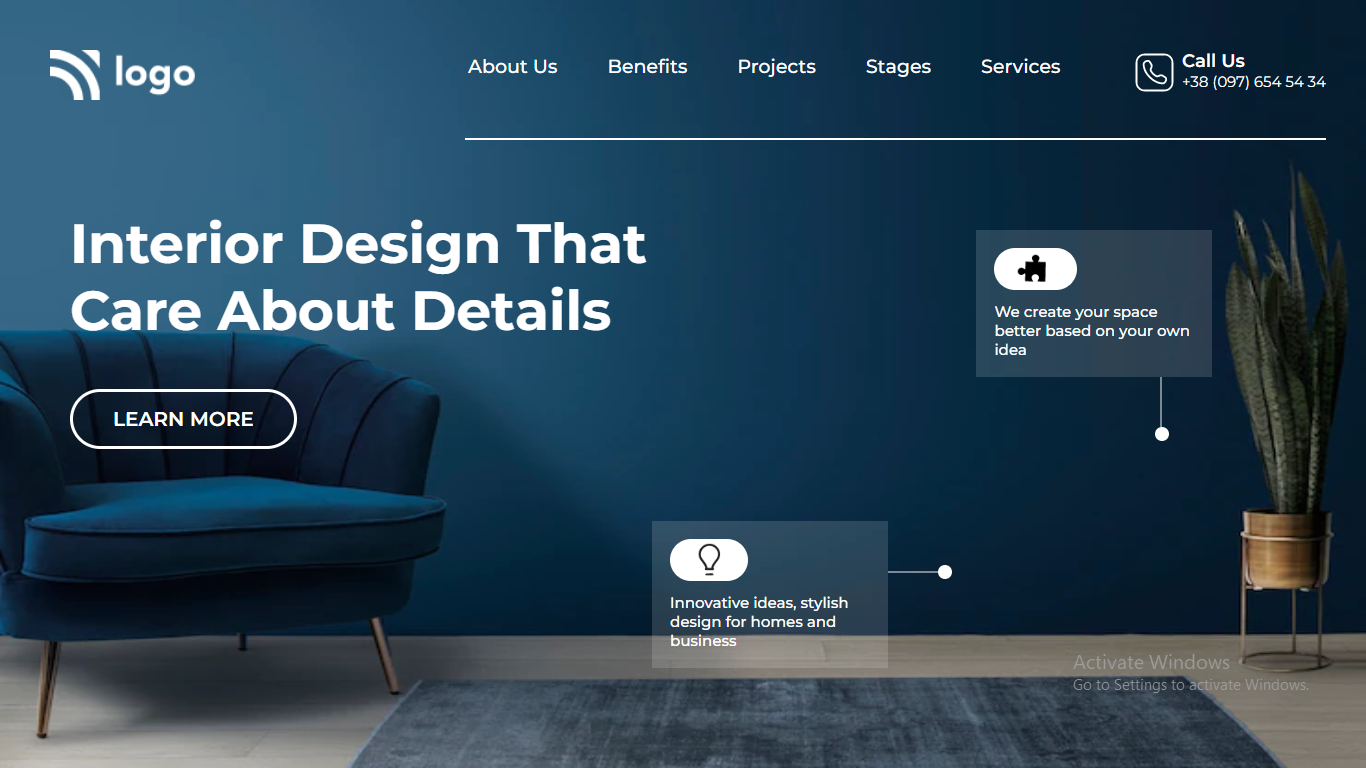 logo
About Us
Benefits
Projects
Stages
Services
Call Us
+38 (097) 654 54 34
Interior Design That
Care About Details
LEARN MORE
We create your space
better based on your own
idea
Innovative ideas, stylish
design for homes and
business
Activate Windows
Go to Settings to activate Windows.